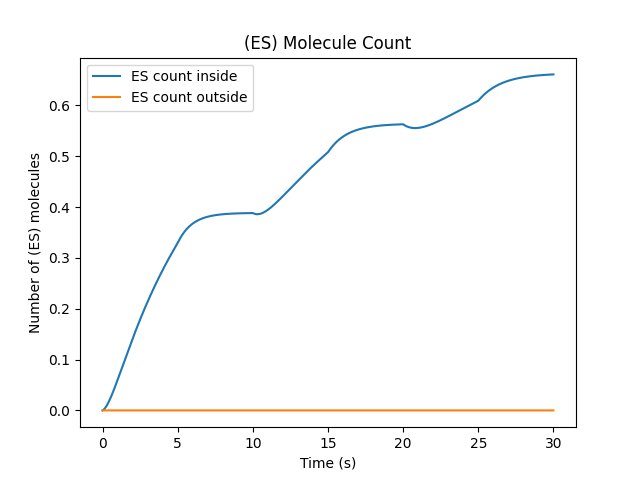 (ES) Molecule Count
ES count inside
ES count outside
Number of (ES) molecules
0.6
0.5
0.4
0.3
0.2
0.1
0.0
0 5 10 15 20 25 30
Time (s)